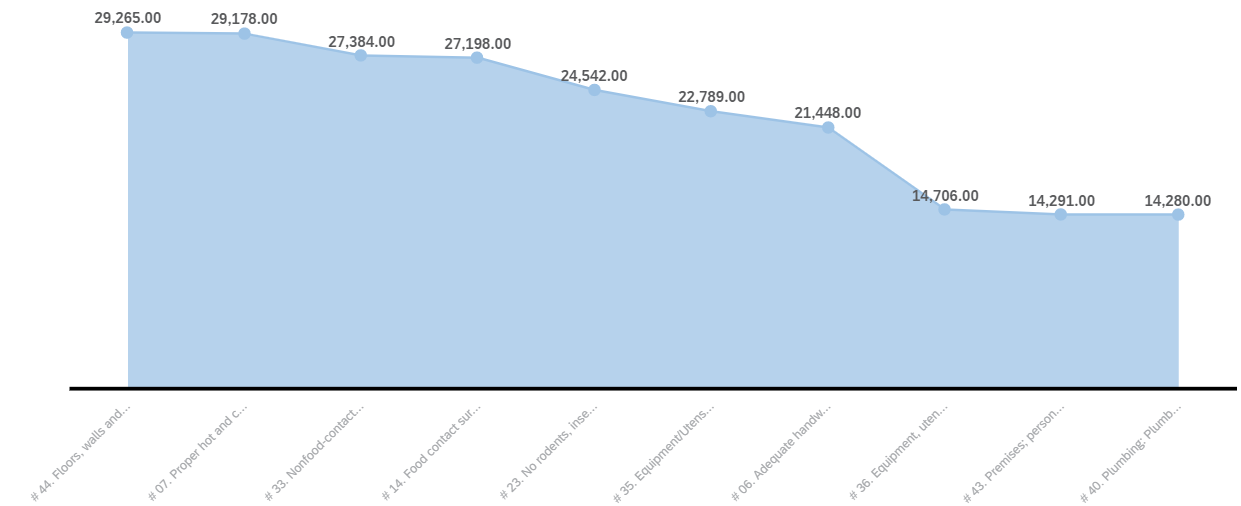 29,265.00
29,178.00
27,384.00
27,198.00
24,542.00
22,789.00
21,448.00
14,706.00
14,291.00
14,280.00
# 44. Floors, walls and...
# 07. Proper hot and c...
# 33. Nonfood-contact...
# 14. Food contact sur...
# 23. No rodents, inse...
# 35. Equipment/Utens...
# 06. Adequate handw...
# 36. Equipment, uten...
# 43. Premises; person...
# 40. Plumbing: Plumb...